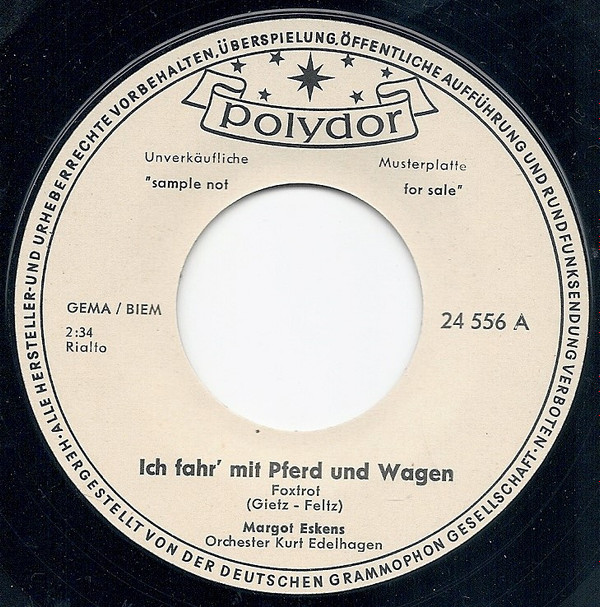 ALLE HERSTELLER-UND URHEBERRECHTE VORBEHALTEN, ÜBERSPIELUNG, ÖFFENTLICHE AUFFÜHRUNG UND RUNDFUNKSENDUNG VERBOTEN·
polydor
Unverkäufliche Musterplatte
"sample not for sale"
GEMA / BIEM
24 556 A
2:34
Rialto
Ich fahr' mit Pferd und Wagen
Foxtrot
(Gietz - Feltz)
Margot Eskens
Orchester Kurt Edelhagen
·HERGESTELLT VON DER DEUTSCHEN GRAMMOPHON GESELLSCHAFT·